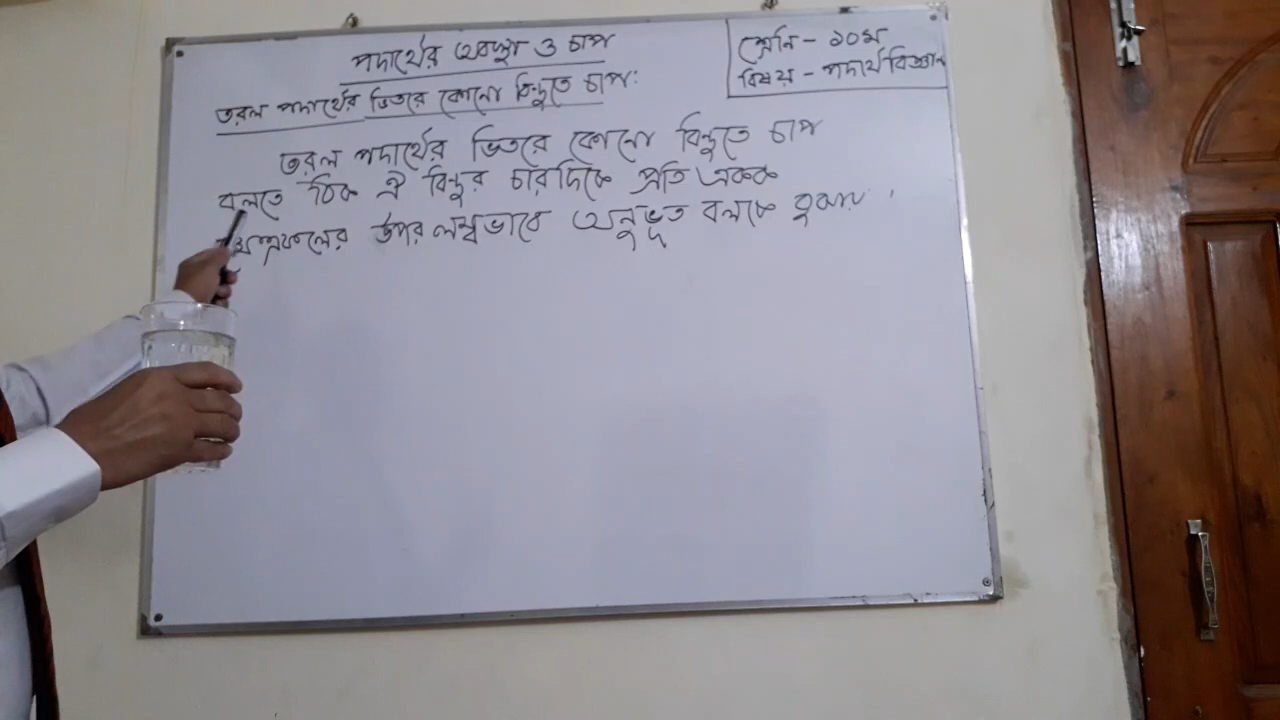 পদার্থের অবস্থা ও চাপ
শ্রেনি - ১০ম
বিষয় - পদার্থ বিজ্ঞান
তরল পদার্থের ভিতরে কোনো বিন্দুতে চাপ:
তরল পদার্থের ভিতরে কোনো বিন্দুতে চাপ
বলতে ঠিক ঐ বিন্দুর চারদিকে প্রতি একক
ক্ষেত্রফলের উপর লম্বভাবে অনুভূত বলকে বুঝায়।